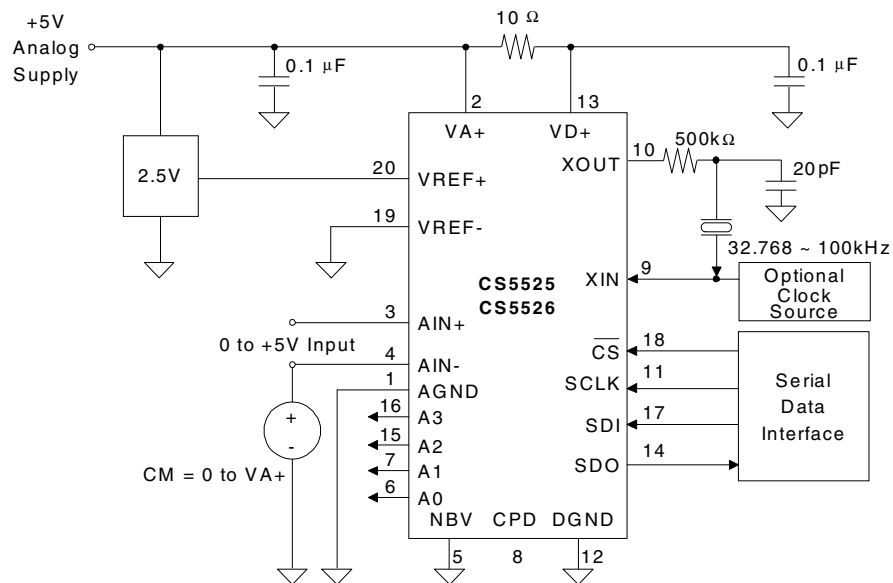 +5V
Analog
Supply
10 Ω
0.1 µF
0.1 µF
2
13
VA+
VD+
10
500kΩ
XOUT
20pF
2.5V
20
VREF+
19
VREF-
32.768 ~ 100kHz
9
XIN
Optional
Clock
Source
CS5525
CS5526
3
AIN+
0 to +5V Input
4
AIN-
1
AGND
18
CS
11
SCLK
17
SDI
14
SDO
Serial
Data
Interface
16
A3
15
A2
7
A1
6
A0
+
-
CM = 0 to VA+
NBV
CPD
DGND
5
8
12